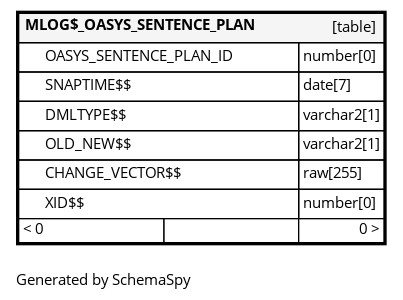 MLOG$_OASYS_SENTENCE_PLAN [table]
OASYS_SENTENCE_PLAN_ID number[0]
SNAPTIME$$ date[7]
DMLTYPE$$ varchar2[1]
OLD_NEW$$ varchar2[1]
CHANGE_VECTOR$$ raw[255]
XID$$ number[0]
< 0 0 >
Generated by SchemaSpy